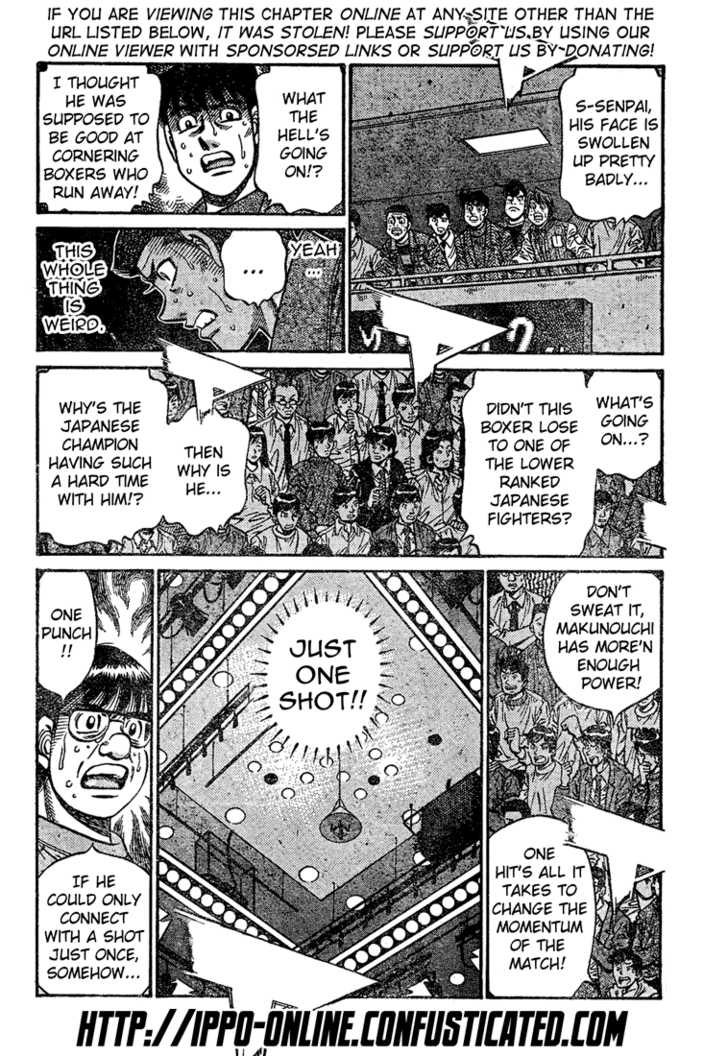 IF YOU ARE VIEWING THIS CHAPTER ONLINE AT ANY SITE OTHER THAN THE
URL LISTED BELOW, IT WAS STOLEN! PLEASE SUPPORT US BY USING OUR
ONLINE VIEWER WITH SPONSORSED LINKS OR SUPPORT US BY DONATING!
S-SENPAI,
HIS FACE IS
SWOLLEN
UP PRETTY
BADLY...
WHAT
THE
HELL'S
GOING
ON!?
I THOUGHT
HE WAS
SUPPOSED TO
BE GOOD AT
CORNERING
BOXERS WHO
RUN AWAY!
YEAH
...
...
THIS
WHOLE
THING
IS
WEIRD.
WHAT'S
GOING
ON...?
DIDN'T THIS
BOXER LOSE
TO ONE OF
THE LOWER
RANKED
JAPANESE
FIGHTERS?
THEN
WHY IS
HE...
WHY'S THE
JAPANESE
CHAMPION
HAVING SUCH
A HARD TIME
WITH HIM!?
DON'T
SWEAT IT,
MAKUNOUCHI
HAS MORE'N
ENOUGH
POWER!
ONE
HIT'S ALL IT
TAKES TO
CHANGE THE
MOMENTUM
OF THE
MATCH!
JUST
ONE
SHOT!!
ONE
PUNCH
!!
IF HE
COULD ONLY
CONNECT
WITH A SHOT
JUST ONCE,
SOMEHOW...
HTTP://IPPO-ONLINE.CONFUSTICATED.COM